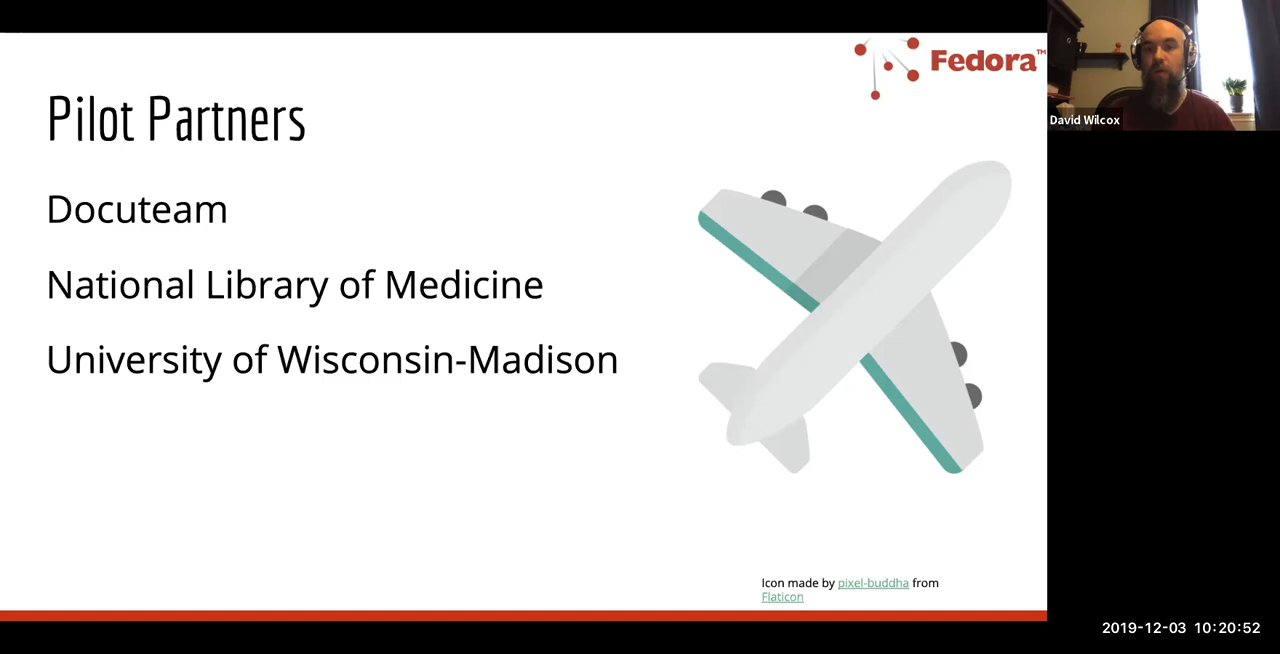 Fedora™
Pilot Partners
Docuteam
National Library of Medicine
University of Wisconsin-Madison
Icon made by pixel-buddha from
Flaticon
David Wilcox
2019-12-03 10:20:52